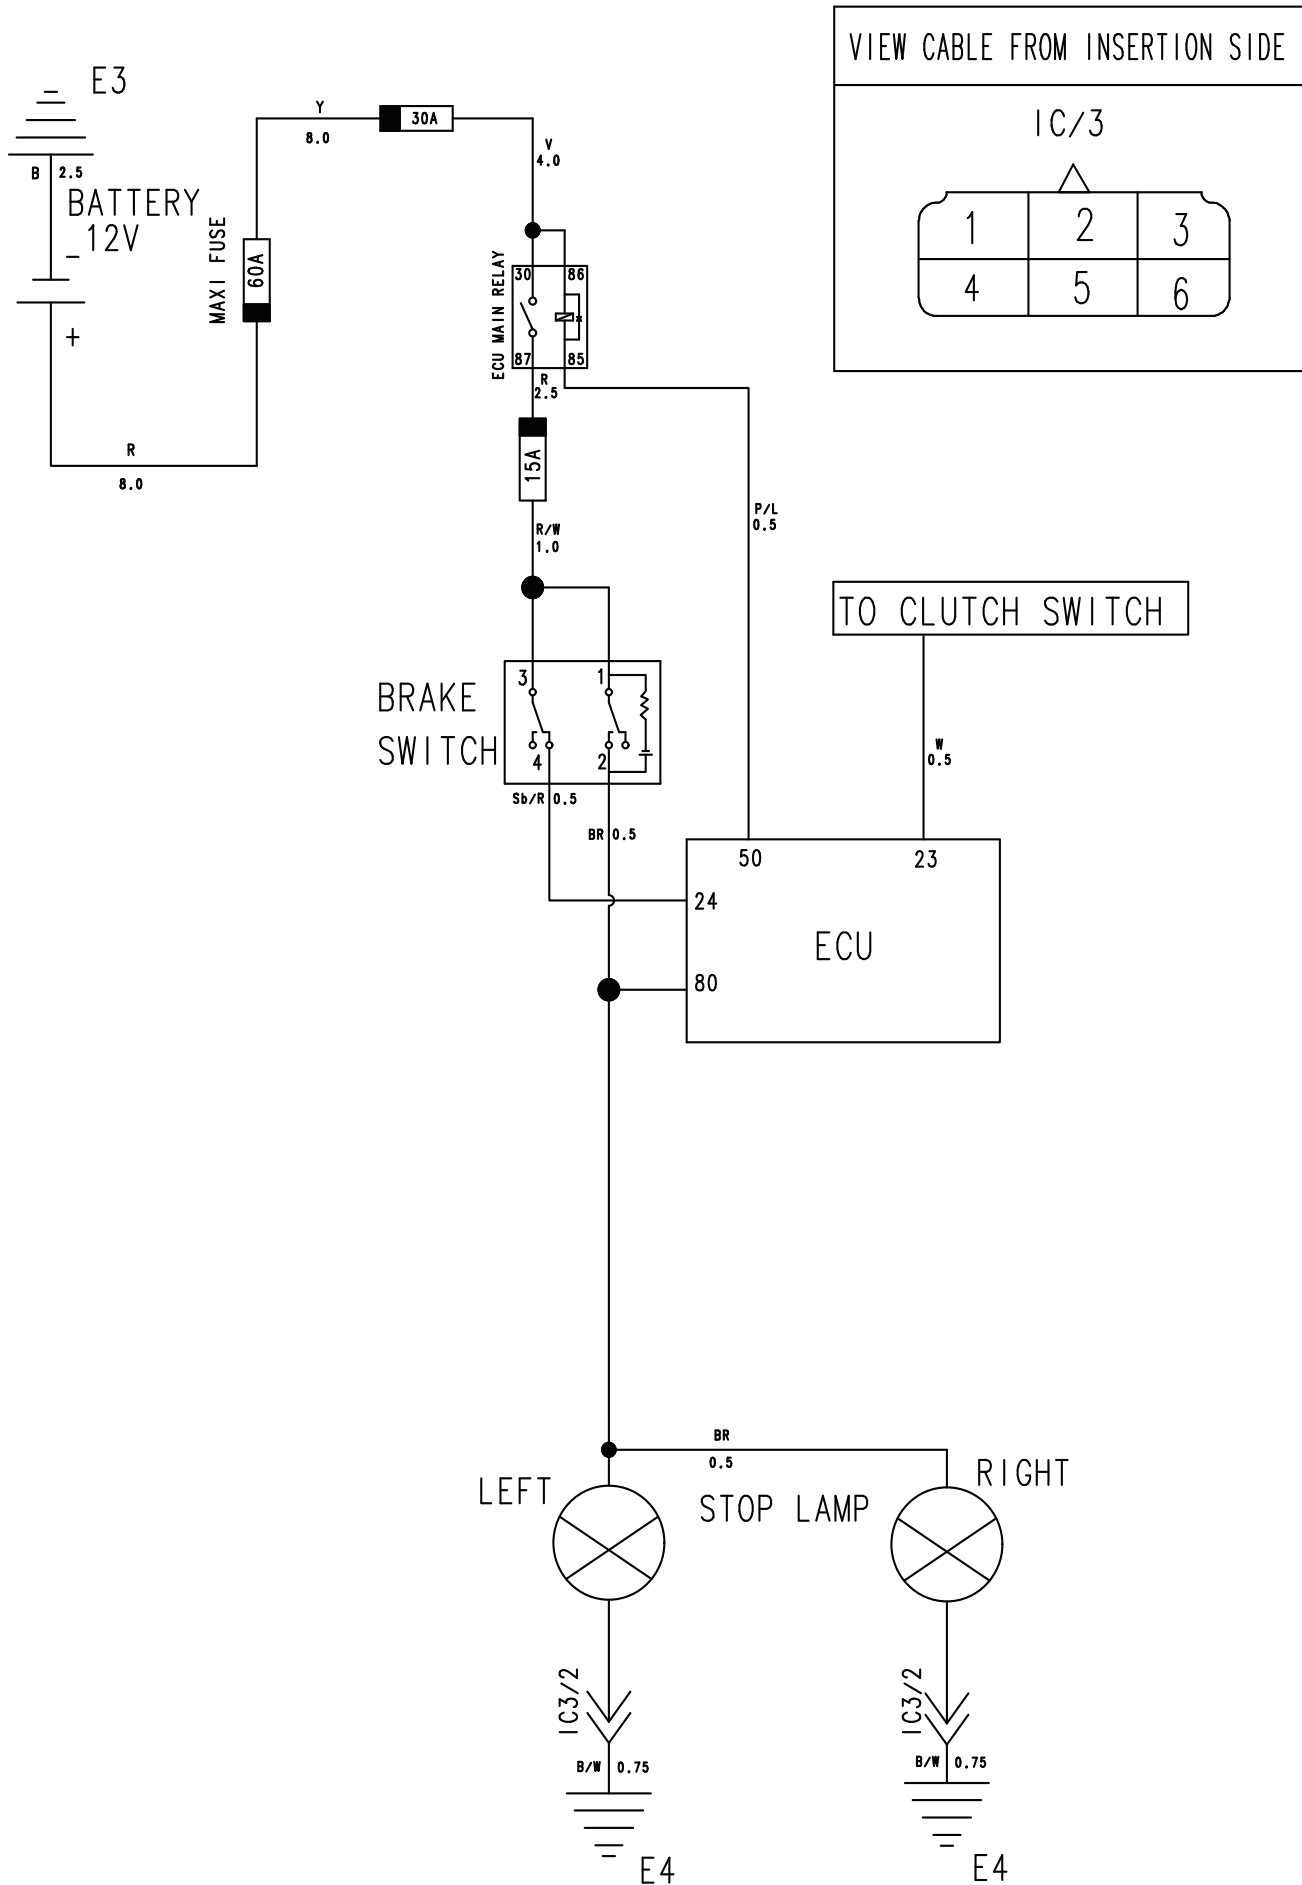 VIEW CABLE FROM INSERTION SIDE
IC/3
1 2 3
4 5 6
E3
B 2.5
BATTERY
12V
-
+
R
8.0
MAXI FUSE
60A
Y
8.0
30A
V
4.0
ECU MAIN RELAY
30 86
87 85
R
2.5
15A
R/W
1.0
P/L
0.5
TO CLUTCH SWITCH
W
0.5
BRAKE
SWITCH
3 1
4 2
Sb/R 0.5
BR 0.5
50 23
24
ECU
80
BR
0.5
LEFT
STOP LAMP
RIGHT
IC3/2
IC3/2
B/W 0.75
B/W 0.75
E4
E4